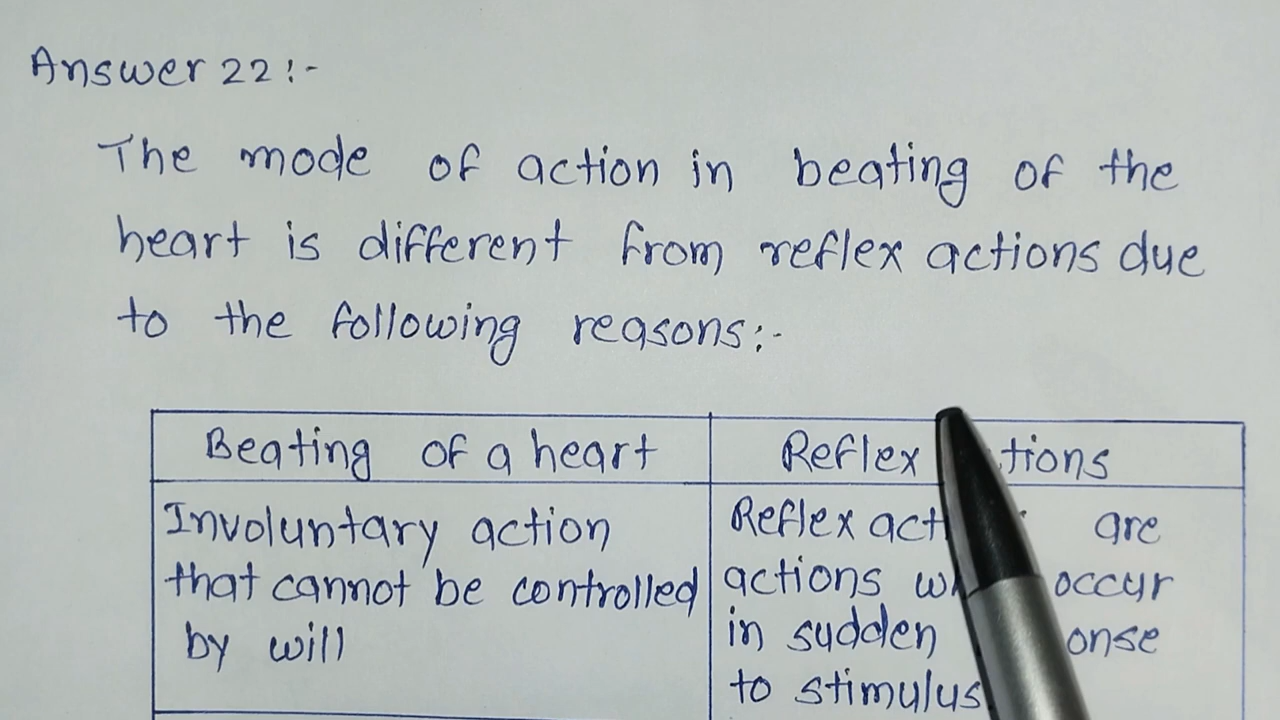 Answer 22:-
The mode of action in beating of the
heart is different from reflex actions due
to the following reasons:-
Beating of a heart
Reflex tions
Involuntary action
that cannot be controlled
by will
Reflex act are
actions occur
in sudden onse
to stimulus